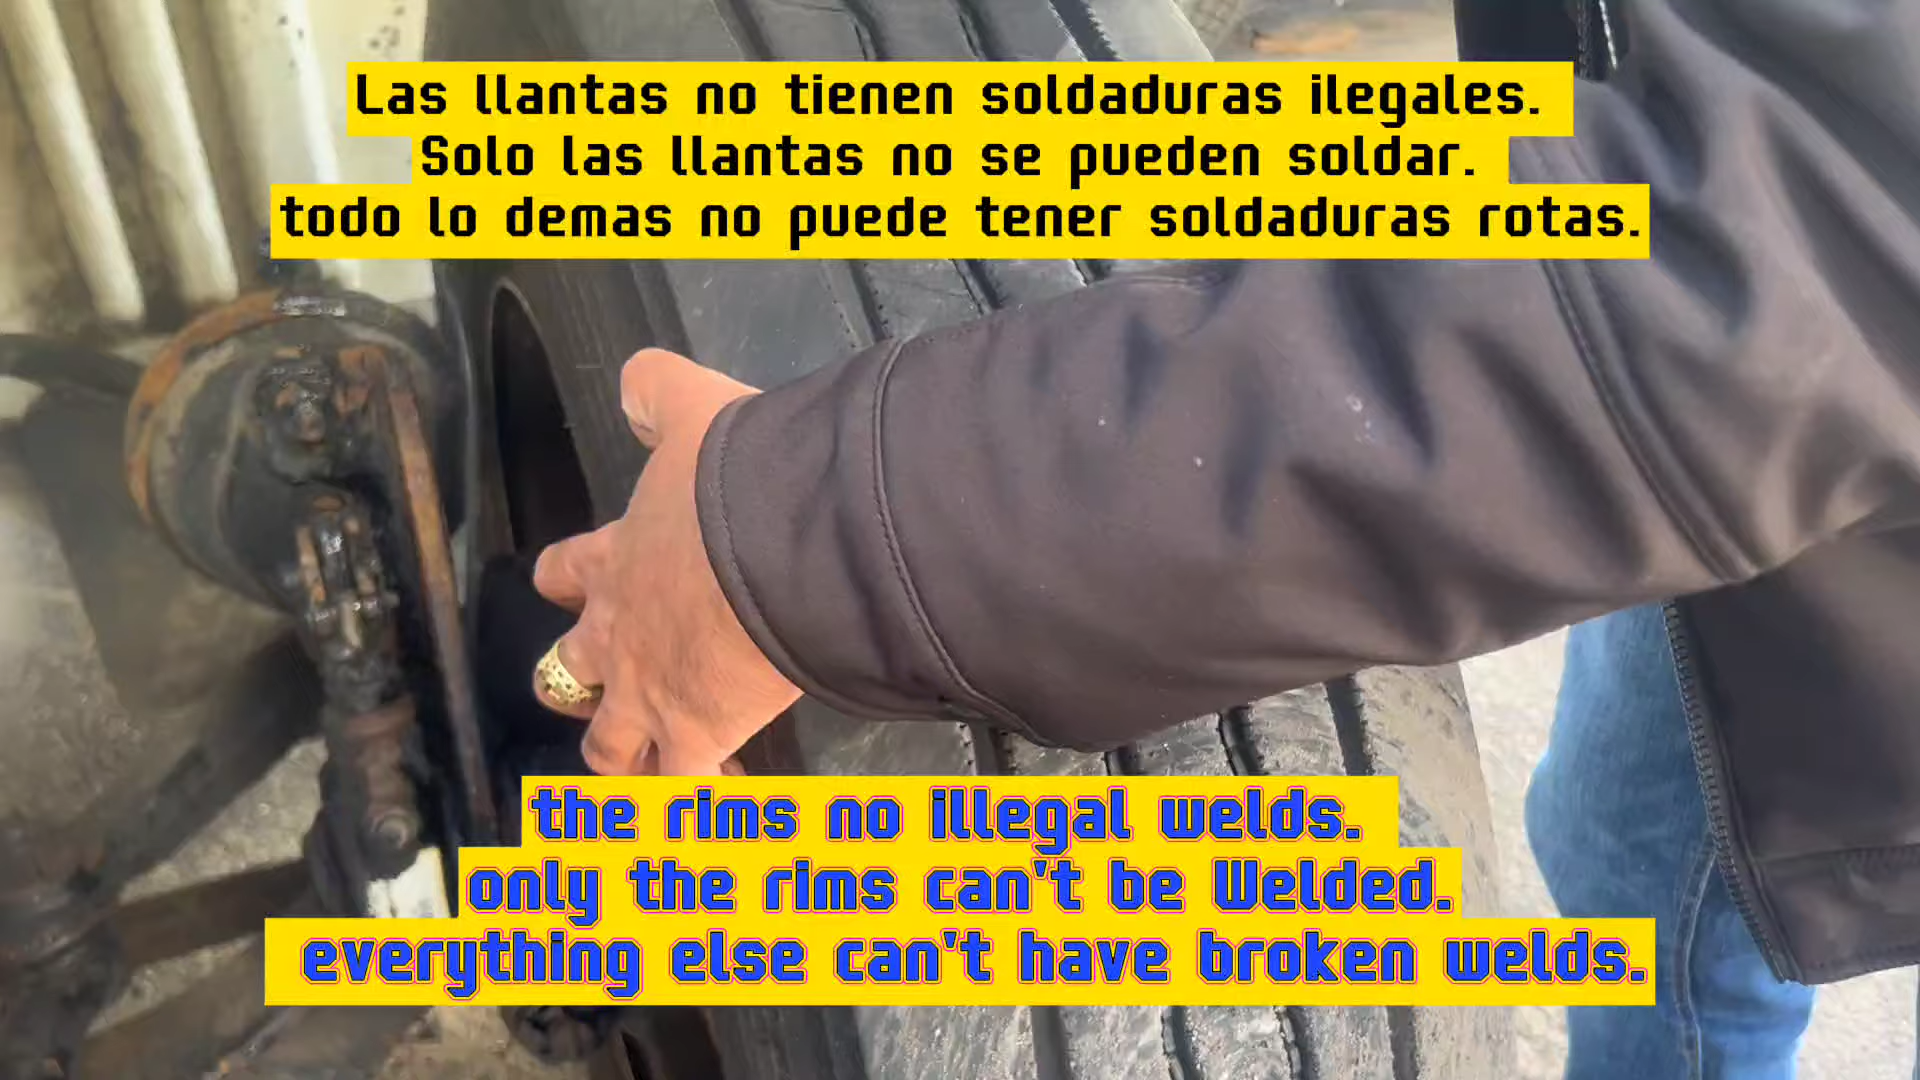 Las llantas no tienen soldaduras ilegales.
Solo las llantas no se pueden soldar.
todo lo demas no puede tener soldaduras rotas.
the rims no illegal welds.
only the rims can't be Welded.
everything else can't have broken welds.